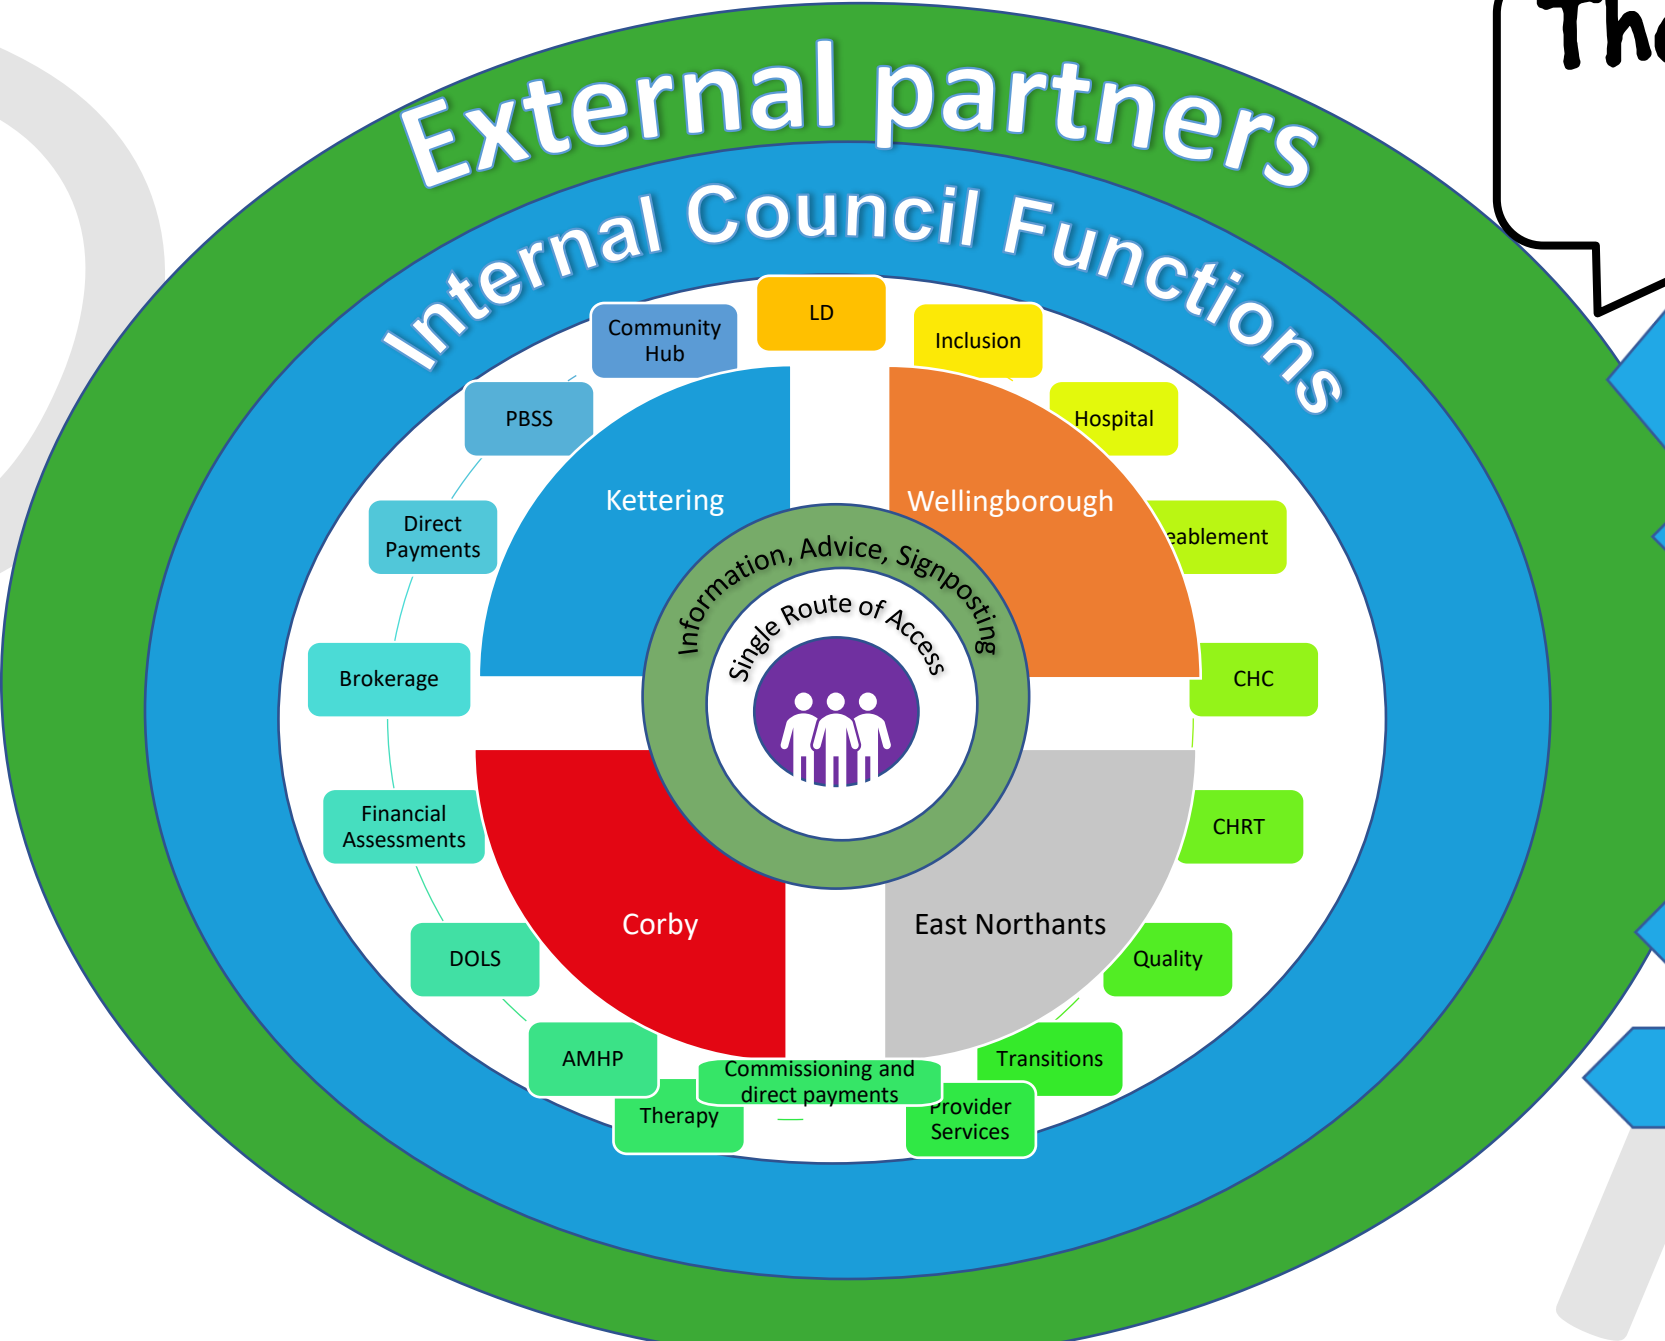 External partners
Internal Council Functions
LD
Community
Hub
Inclusion
PBSS
Hospital
Kettering
Wellingborough
Direct
Payments
eablement
Information, Advice, Signposting
Single Route of Access
Brokerage
CHC
Financial
Assessments
CHRT
Corby
East Northants
DOLS
Quality
AMHP
Transitions
Commissioning and
direct payments
Therapy
Provider
Services